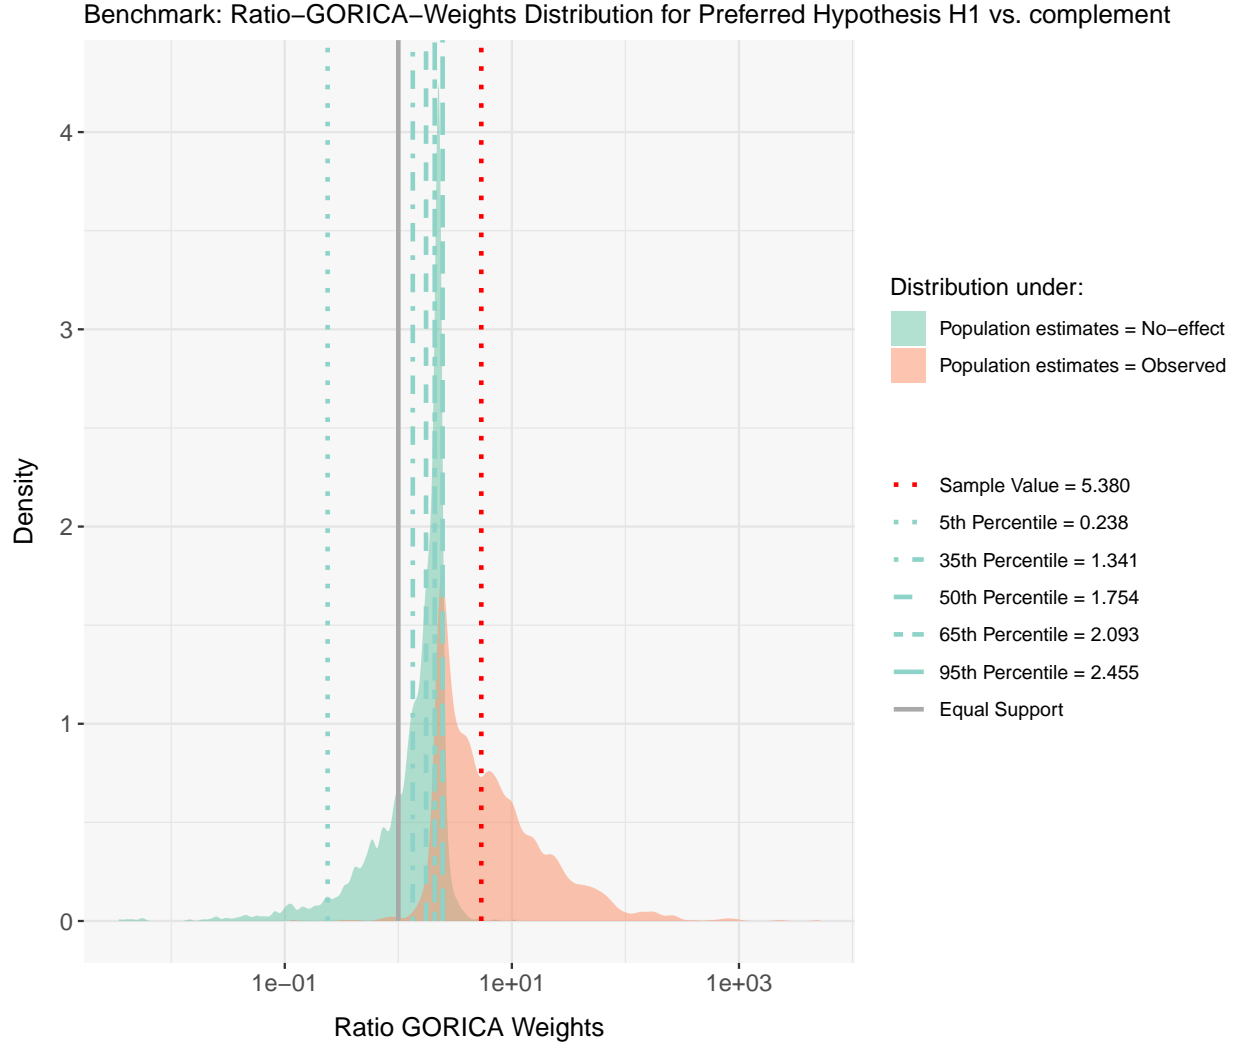 Benchmark: Ratio−GORICA−Weights Distribution for Preferred Hypothesis H1 vs. complement
4
3
2
1
0
Density
1e−01
1e+01
1e+03
Ratio GORICA Weights
Distribution under:
Population estimates = No−effect
Population estimates = Observed
Sample Value = 5.380
5th Percentile = 0.238
35th Percentile = 1.341
50th Percentile = 1.754
65th Percentile = 2.093
95th Percentile = 2.455
Equal Support